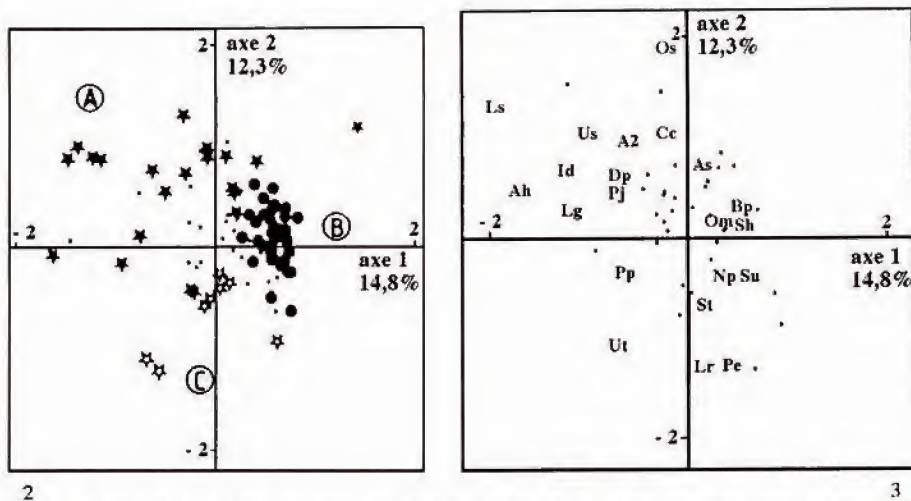 2
axe 2
12,3%
A
- 2
B
2
axe 1
14,8%
C
- 2
2
2
Os
12,3%
axe 2
Ls
Us
A2
Cc
As
Id
Dp
Ah
Pj
Lg
Bp
Om
Sh
- 2
2
axe 1
14,8%
Pp
Np
Su
St
Ut
Lr
Pe
- 2
3